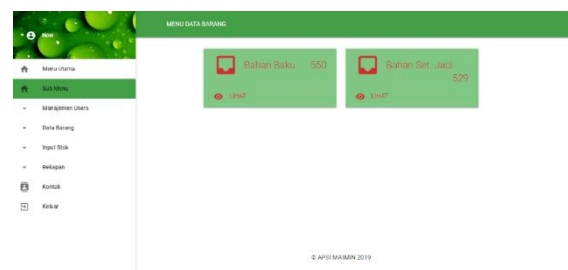 MENU DATA BARANG
Novi
Menu Utama
Sub Menu
Manajemen Users
Data Barang
Input Stok
Rekapan
Kontak
Keluar
Bahan Baku 550
LIHAT
Bahan Set. Jadi
529
LIHAT
© APSI MAIMIN 2019